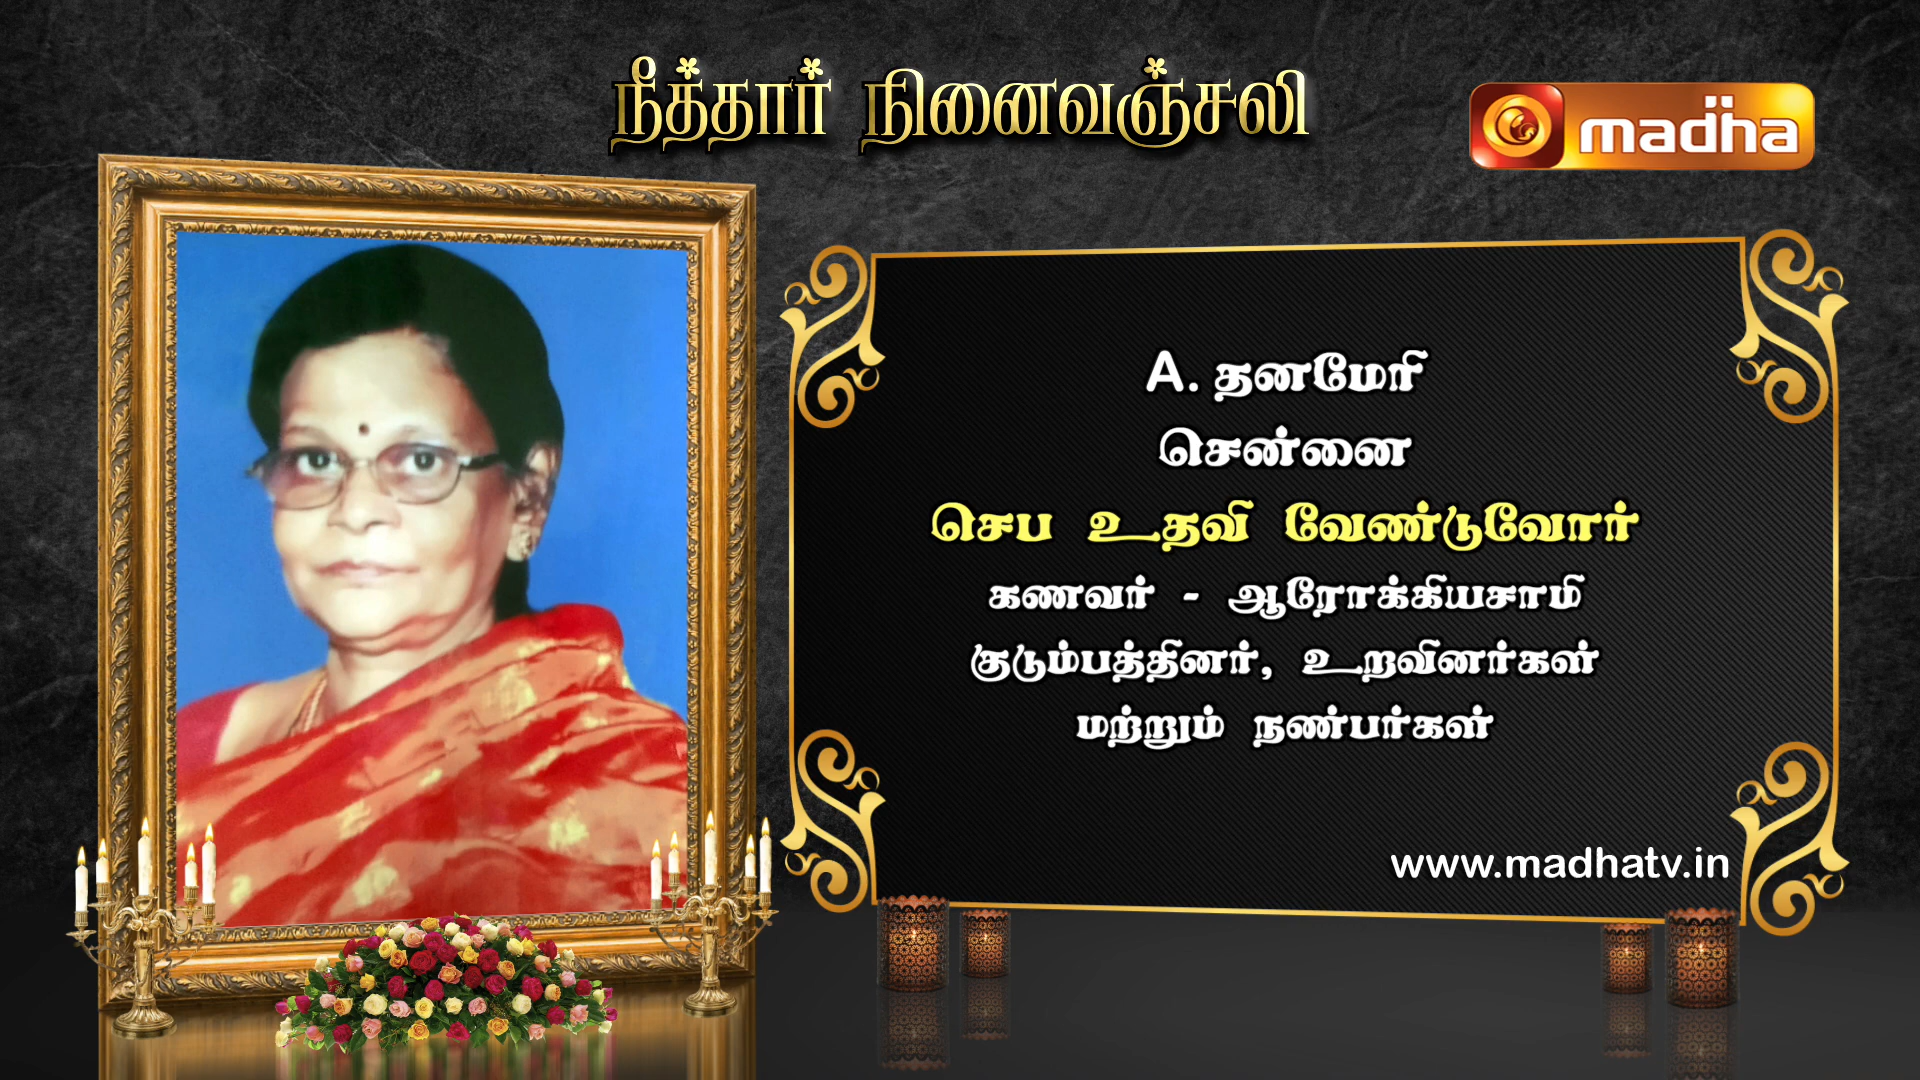 நீத்தார் நினைவஞ்சலி
madha
A. தனமேரி
சென்னை
செப உதவி வேண்டுவோர்
கணவர் - ஆரோக்கியசாமி
குடும்பத்தினர், உறவினர்கள்
மற்றும் நண்பர்கள்
www.madhatv.in